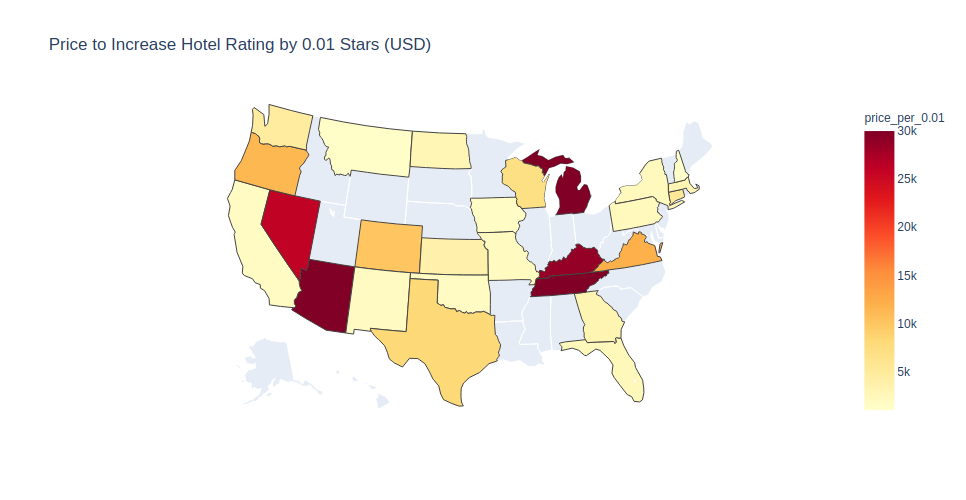 Price to Increase Hotel Rating by 0.01 Stars (USD)
price_per_0.01
30k
25k
20k
15k
10k
5k